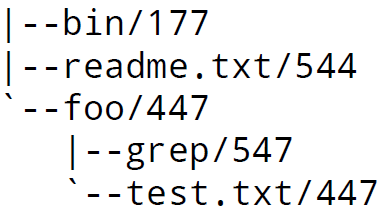 |--bin/177
|--readme.txt/544
`--foo/447
   |--grep/547
   `--test.txt/447